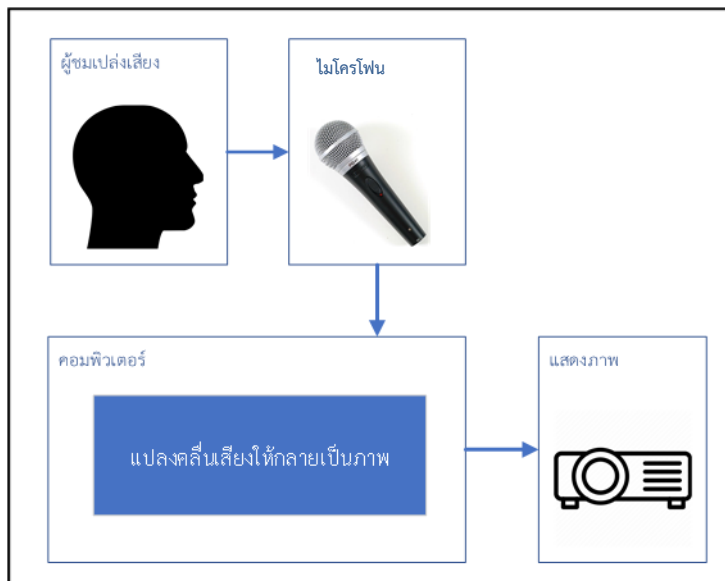 ผู้ชมเปล่งเสียง
ไมโครโฟน
คอมพิวเตอร์
แปลงคลื่นเสียงให้กลายเป็นภาพ
แสดงภาพ